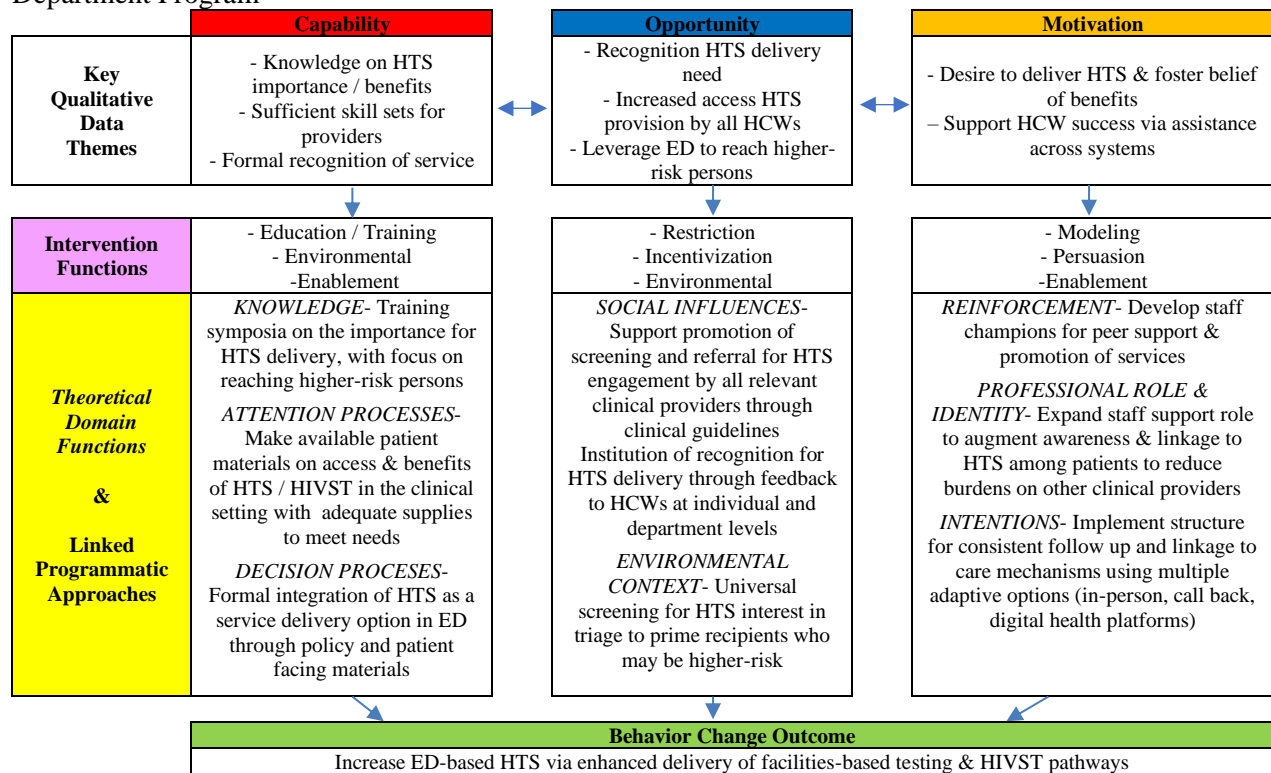 Department Program
Capability
Opportunity
Motivation
Key
Qualitative
Data
Themes
- Knowledge on HTS
importance / benefits
- Sufficient skill sets for
providers
- Formal recognition of service
- Recognition HTS delivery
need
- Increased access HTS
provision by all HCWs
- Leverage ED to reach higher-
risk persons
- Desire to deliver HTS & foster belief
of benefits
– Support HCW success via assistance
across systems
Intervention
Functions
- Education / Training
- Environmental
-Enablement
- Restriction
- Incentivization
- Environmental
- Modeling
- Persuasion
-Enablement
Theoretical
Domain
Functions
&
Linked
Programmatic
Approaches
KNOWLEDGE- Training
symposia on the importance for
HTS delivery, with focus on
reaching higher-risk persons
ATTENTION PROCESSES-
Make available patient
materials on access & benefits
of HTS / HIVST in the clinical
setting with adequate supplies
to meet needs
DECISION PROCESES-
Formal integration of HTS as a
service delivery option in ED
through policy and patient
facing materials
SOCIAL INFLUENCES-
Support promotion of
screening and referral for HTS
engagement by all relevant
clinical providers through
clinical guidelines
Institution of recognition for
HTS delivery through feedback
to HCWs at individual and
department levels
ENVIRONMENTAL
CONTEXT- Universal
screening for HTS interest in
triage to prime recipients who
may be higher-risk
REINFORCEMENT- Develop staff
champions for peer support &
promotion of services
PROFESSIONAL ROLE &
IDENTITY- Expand staff support role
to augment awareness & linkage to
HTS among patients to reduce
burdens on other clinical providers
INTENTIONS- Implement structure
for consistent follow up and linkage to
care mechanisms using multiple
adaptive options (in-person, call back,
digital health platforms)
Behavior Change Outcome
Increase ED-based HTS via enhanced delivery of facilities-based testing & HIVST pathways